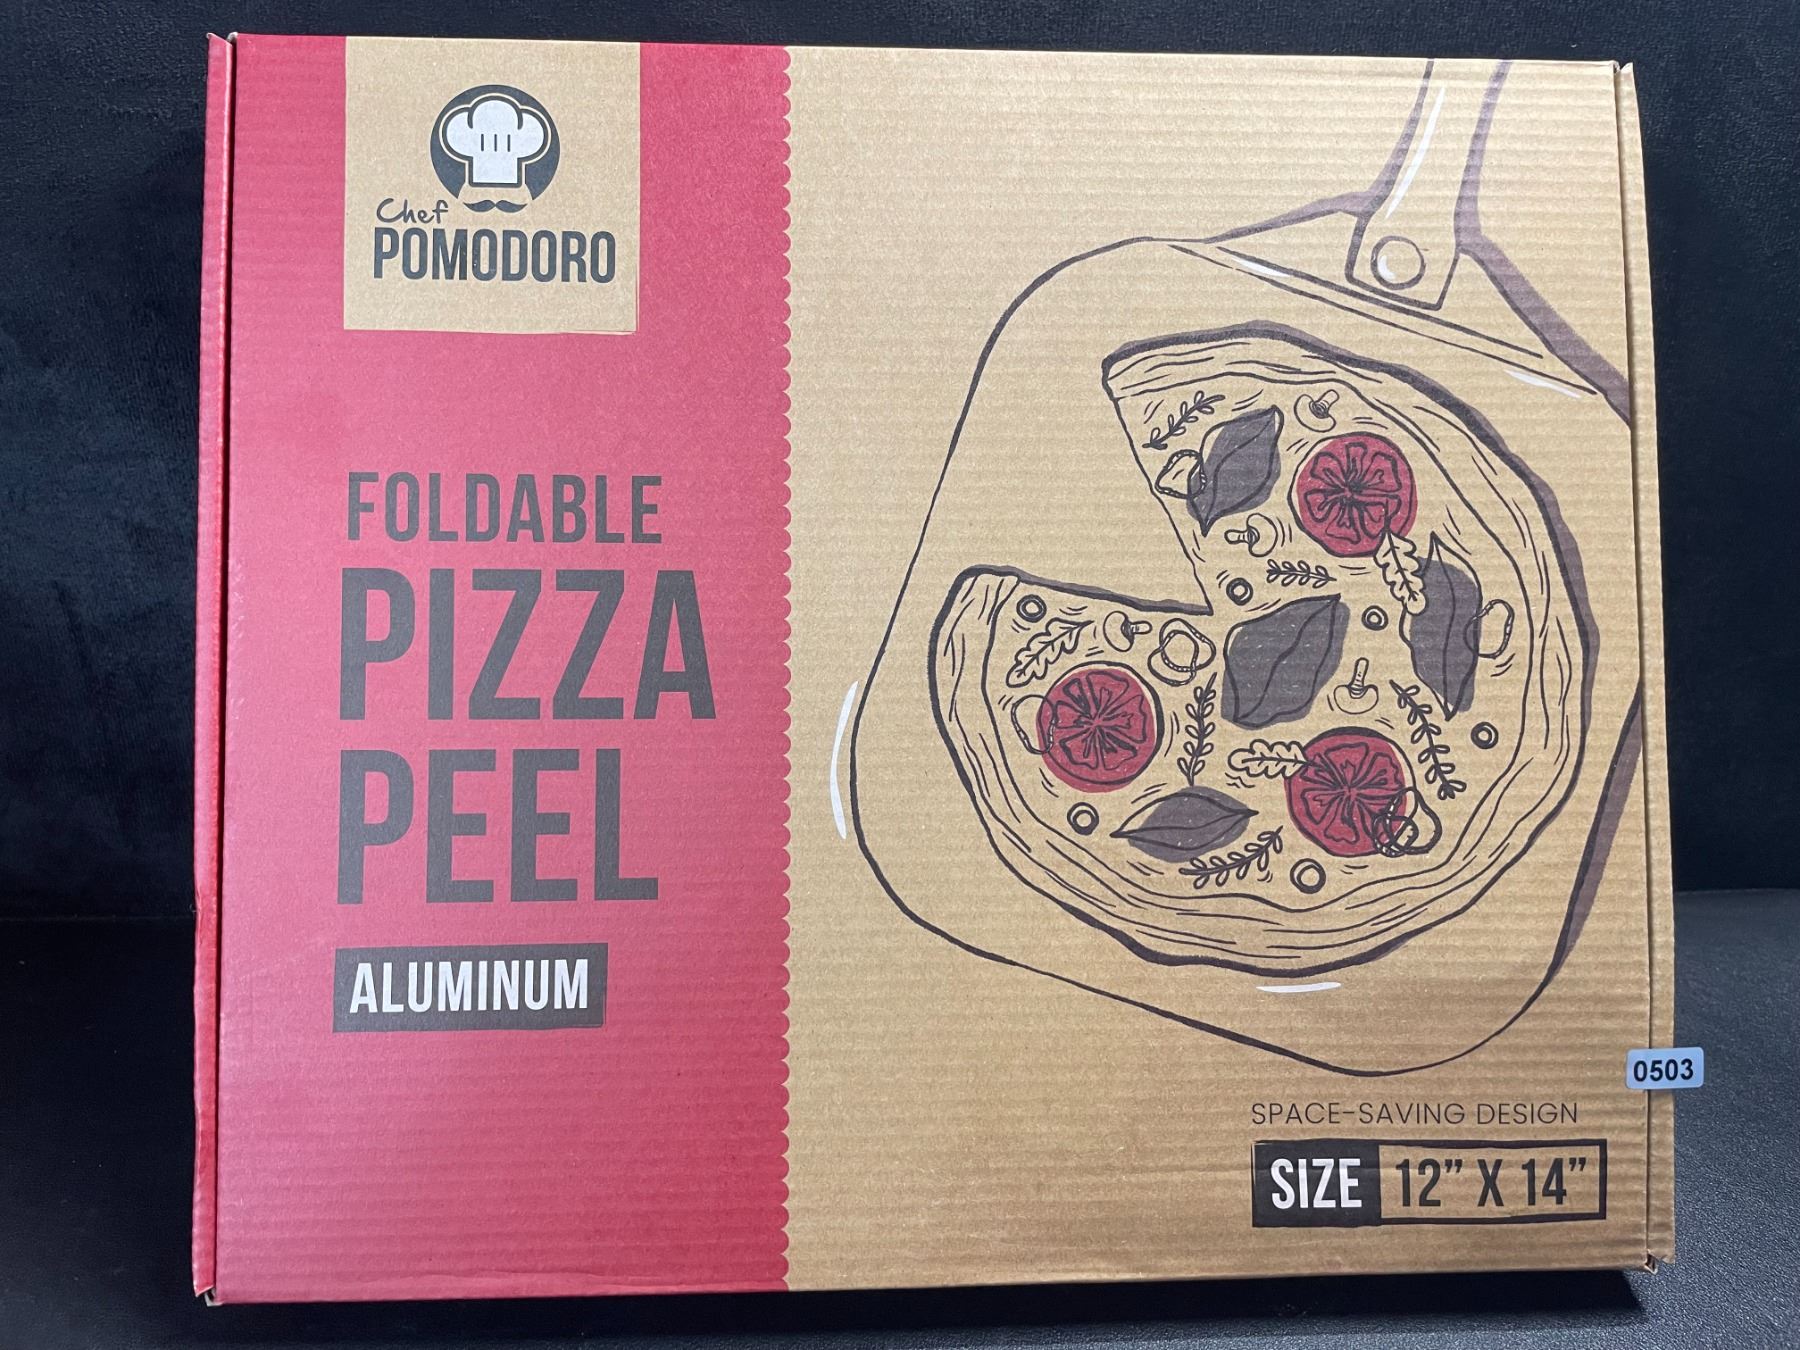 Chef
POMODORO
FOLDABLE
PIZZA
PEEL
ALUMINUM
0503
SPACE-SAVING DESIGN
SIZE 12” X 14”